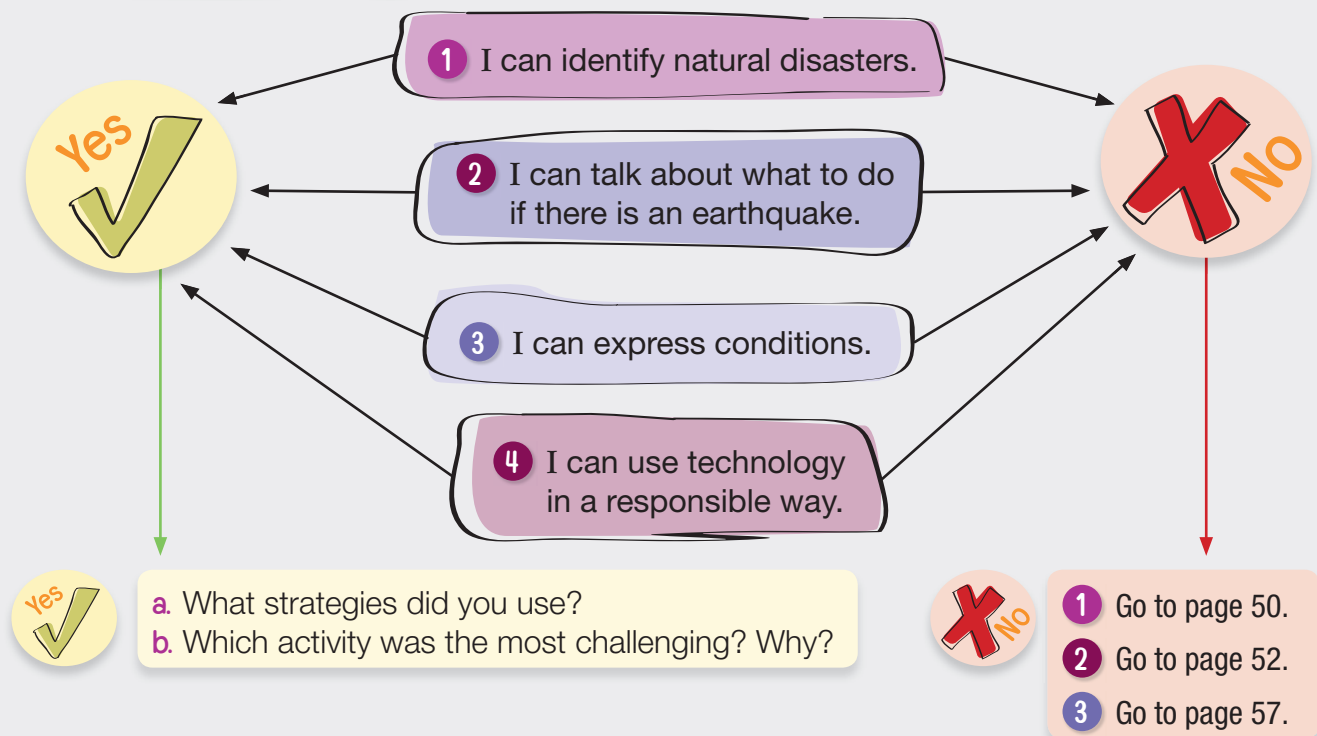 1 I can identify natural disasters.
Yes
No
2 I can talk about what to do
if there is an earthquake.
3 I can express conditions.
4 I can use technology
in a responsible way.
Yes
a. What strategies did you use?
b. Which activity was the most challenging? Why?
No
1 Go to page 50.
2 Go to page 52.
3 Go to page 57.